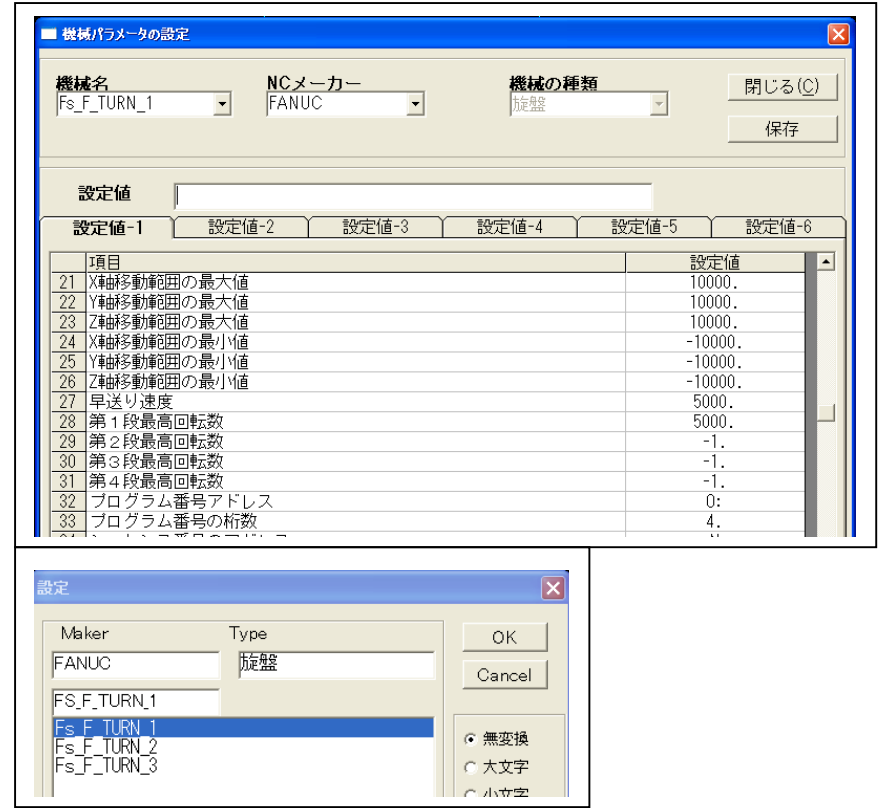 機械パラメータの設定
機械名 NCメーカー 機械の種類 閉じる(C)
Fs_F_TURN_1 FANUC 旋盤
保存
設定値
設定値-1 設定値-2 設定値-3 設定値-4 設定値-5 設定値-6
項目 設定値
21 X軸移動範囲の最大値 10000.
22 Y軸移動範囲の最大値 10000.
23 Z軸移動範囲の最大値 10000.
24 X軸移動範囲の最小値 -10000.
25 Y軸移動範囲の最小値 -10000.
26 Z軸移動範囲の最小値 -10000.
27 早送り速度 5000.
28 第1段最高回転数 5000.
29 第2段最高回転数 -1.
30 第3段最高回転数 -1.
31 第4段最高回転数 -1.
32 プログラム番号アドレス O:
33 プログラム番号の桁数 4.
設定
Maker Type OK
FANUC 旋盤
Cancel
FS_F_TURN_1
Fs_F_TURN_1
Fs_F_TURN_2 無変換
Fs_F_TURN_3 大文字
小文字